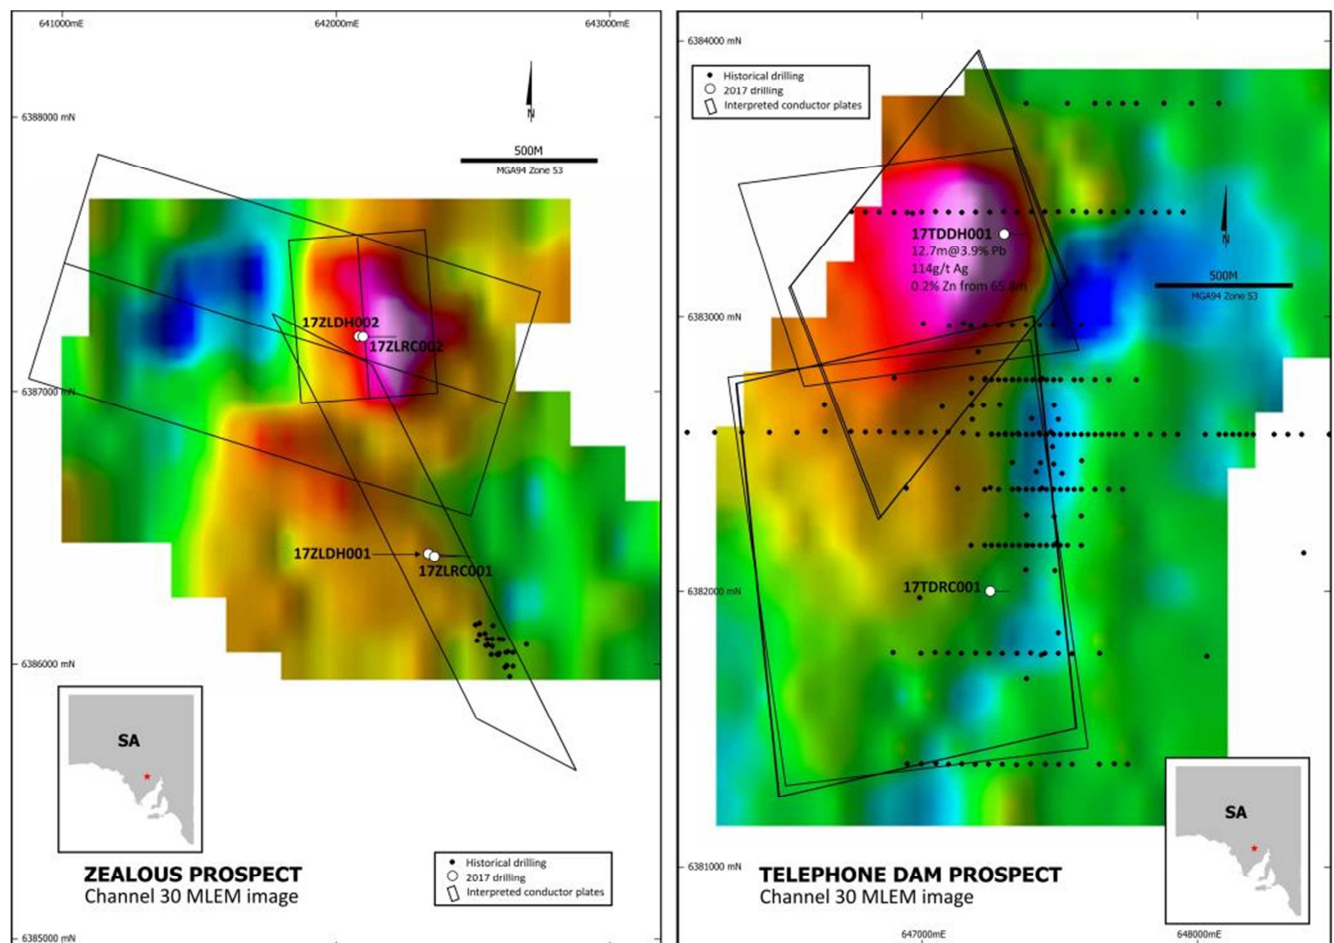 641000mE
642000mE
643000mE
6388000 mN
N
500M
MGA94 Zone 53
17ZLDH002
17ZLRC002
6387000 mN
17ZLDH001
17ZLRC001
6386000 mN
SA
ZEALOUS PROSPECT
Channel 30 MLEM image
Historical drilling
2017 drilling
Interpreted conductor plates
6385000 mN
6384000 mN
Historical drilling
2017 drilling
Interpreted conductor plates
N
17TDDH001
12.7m@3.9% Pb
114g/t Ag
0.2% Zn from 65.8m
500M
MGA94 Zone 53
6383000 mN
17TDRC001
6382000 mN
SA
6381000 mN
TELEPHONE DAM PROSPECT
Channel 30 MLEM image
647000mE
648000mE